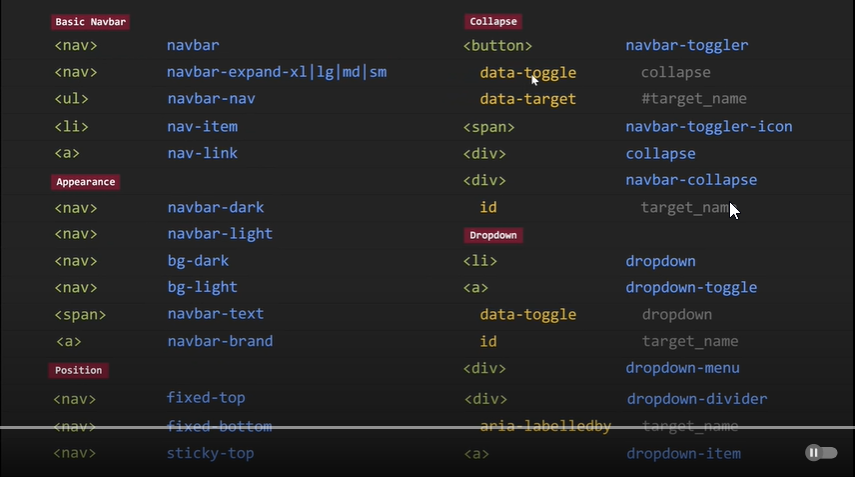 Basic Navbar
<nav> navbar
<nav> navbar-expand-xl|lg|md|sm
<ul> navbar-nav
<li> nav-item
<a> nav-link
Appearance
<nav> navbar-dark
<nav> navbar-light
<nav> bg-dark
<nav> bg-light
<span> navbar-text
<a> navbar-brand
Position
<nav> fixed-top
<nav> fixed-bottom
<nav> sticky-top
Collapse
<button> navbar-toggler
data-toggle collapse
data-target #target_name
<span> navbar-toggler-icon
<div> collapse
<div> navbar-collapse
id target_name
Dropdown
<li> dropdown
<a> dropdown-toggle
data-toggle dropdown
id target_name
<div> dropdown-menu
<div> dropdown-divider
aria-labelledby target_name
<a> dropdown-item